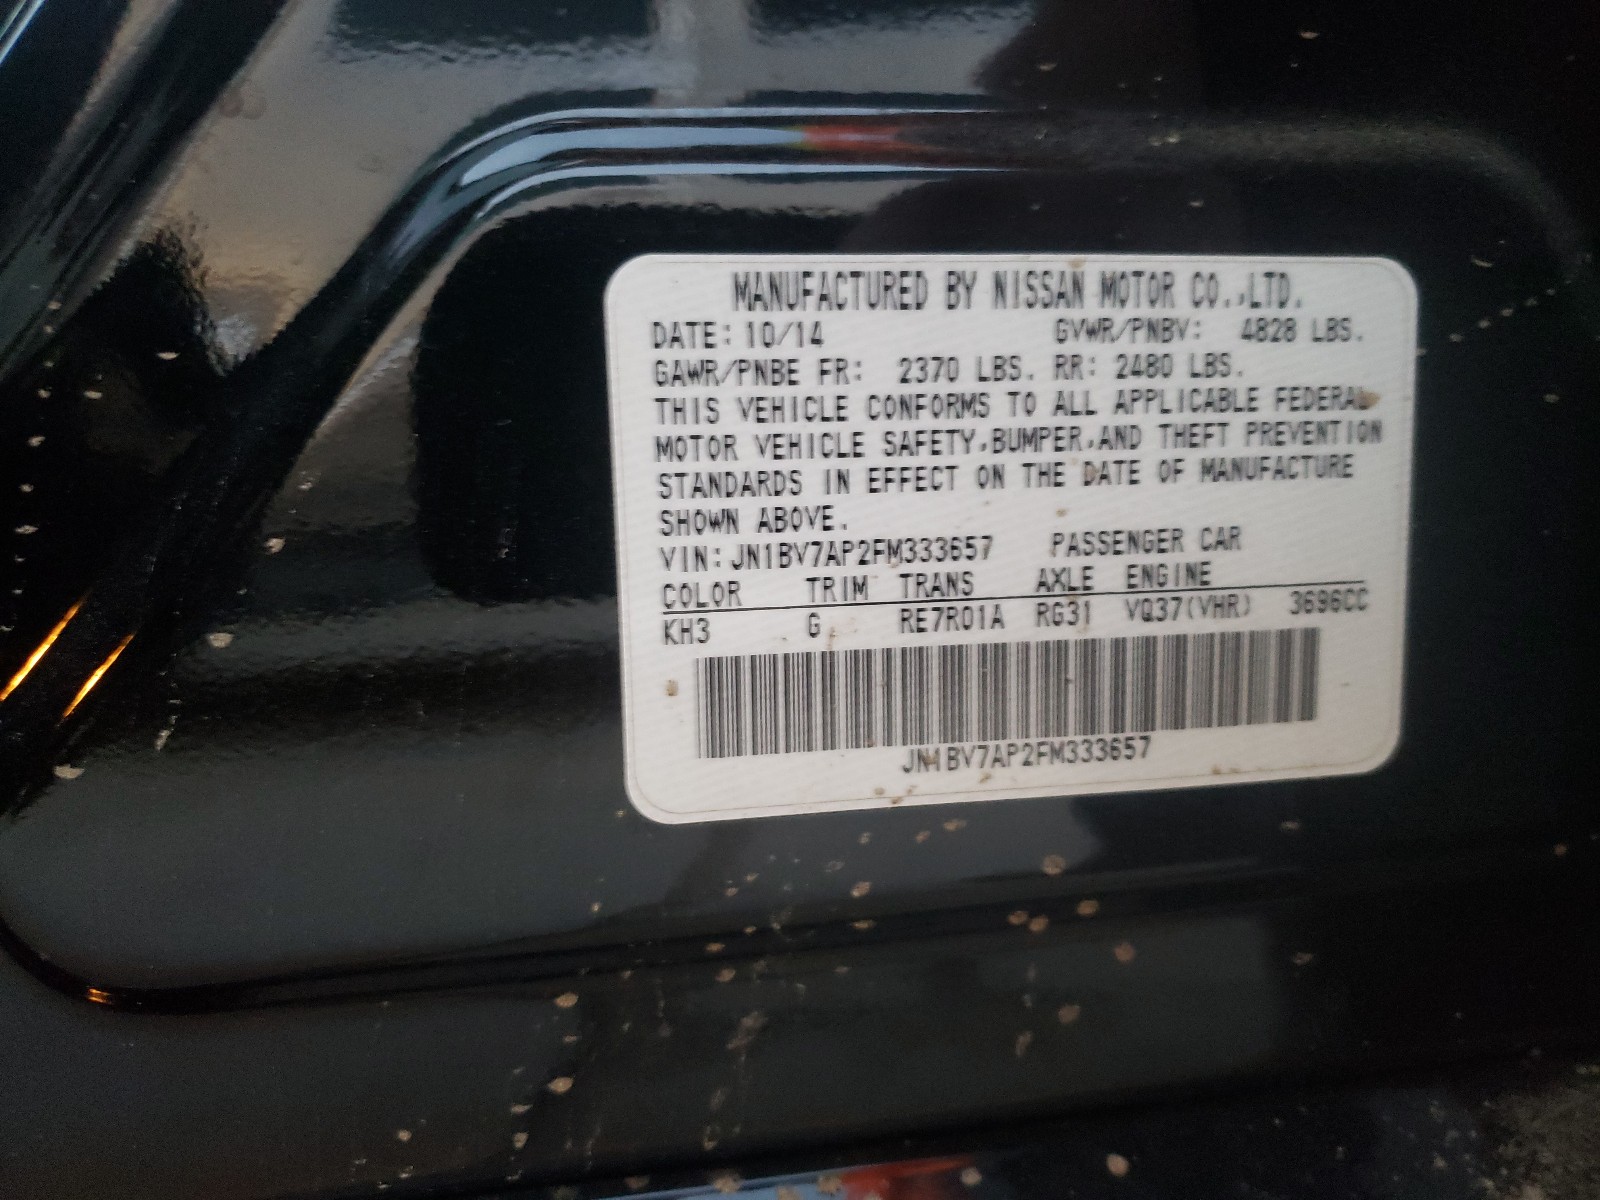 MANUFACTURED BY NISSAN MOTOR CO.,LTD.
DATE: 10/14 GVWR/PNBV: 4828 LBS.
GAWR/PNBE FR: 2370 LBS. RR: 2480 LBS.
THIS VEHICLE CONFORMS TO ALL APPLICABLE FEDERAL
MOTOR VEHICLE SAFETY,BUMPER,AND THEFT PREVENTION
STANDARDS IN EFFECT ON THE DATE OF MANUFACTURE
SHOWN ABOVE.
VIN: JN1BV7AP2FM333657 PASSENGER CAR
COLOR TRIM TRANS AXLE ENGINE
KH3 G RE7R01A RG31 VQ37(VHR) 3696CC
JN1BV7AP2FM333657